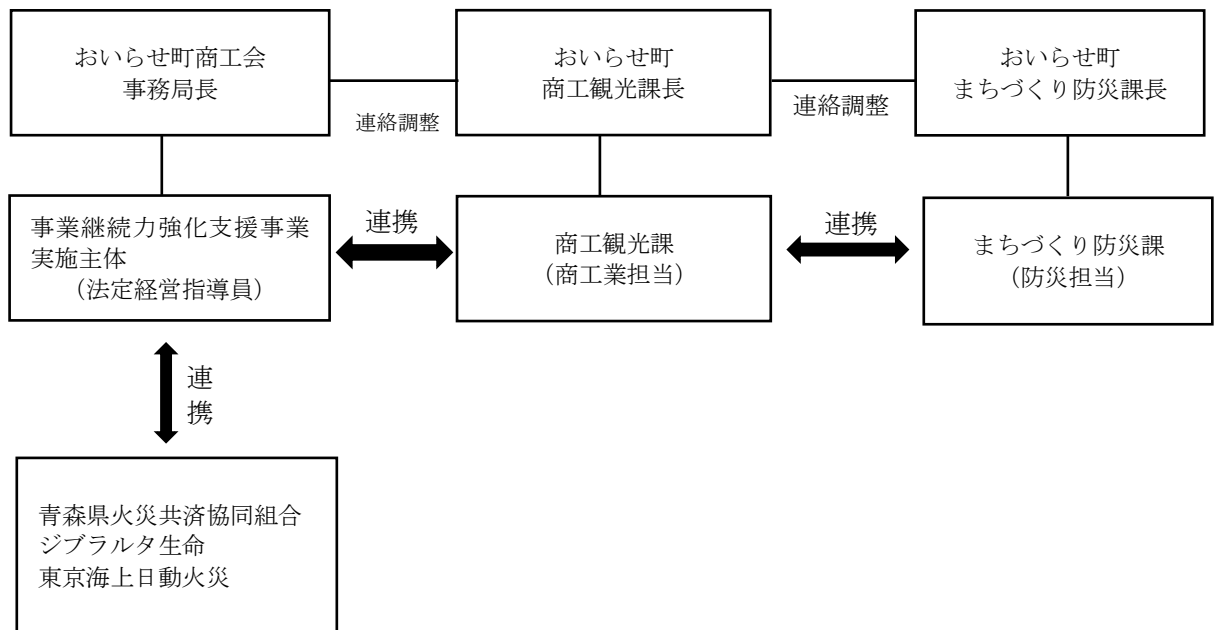 おいらせ町商工会
事務局長
連絡調整
おいらせ町
商工観光課長
連絡調整
おいらせ町
まちづくり防災課長
事業継続力強化支援事業
実施主体
（法定経営指導員）
連携
商工観光課
（商工業担当）
連携
まちづくり防災課
（防災担当）
連
携
青森県火災共済協同組合
ジブラルタ生命
東京海上日動火災